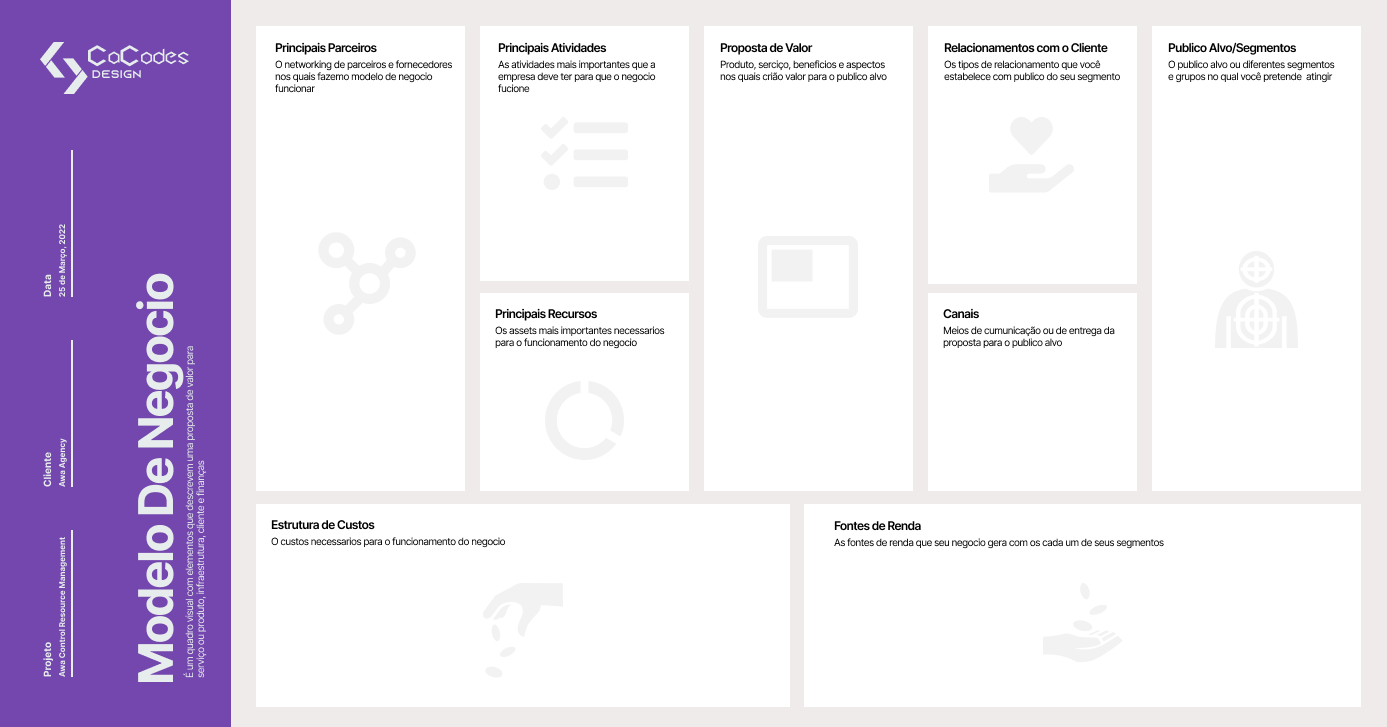 CoCodes
DESIGN
Data
25 de Março, 2022
Cliente
Awa Agency
Projeto
Awa Control Resource Management
Modelo De Negocio
É um quadro visual com elementos que descrevem uma proposta de valor para
serviço ou produto, infraestrutura, cliente e finanças
Principais Parceiros
O networking de parceiros e fornecedores
nos quais fazemo modelo de negocio
funcionar
Principais Atividades
As atividades mais importantes que a
empresa deve ter para que o negocio
fucione
Principais Recursos
Os assets mais importantes necessarios
para o funcionamento do negocio
Proposta de Valor
Produto, serciço, beneficios e aspectos
nos quais crião valor para o publico alvo
Relacionamentos com o Cliente
Os tipos de relacionamento que você
estabelece com publico do seu segmento
Canais
Meios de cumunicação ou de entrega da
proposta para o publico alvo
Publico Alvo/Segmentos
O publico alvo ou diferentes segmentos
e grupos no qual você pretende atingir
Estrutura de Custos
O custos necessarios para o funcionamento do negocio
Fontes de Renda
As fontes de renda que seu negocio gera com os cada um de seus segmentos